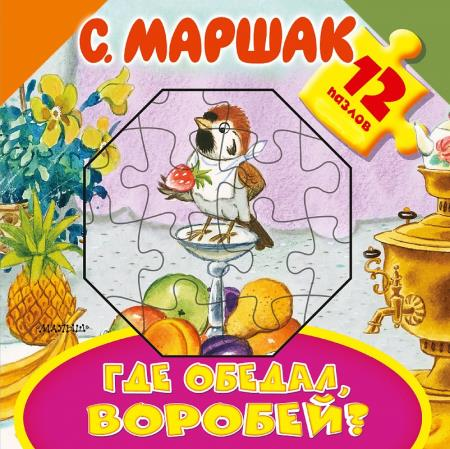 С. МАРШАК
12
пазлов
МАЛЫШ
ГДЕ ОБЕДАЛ,
ВОРОБЕЙ?